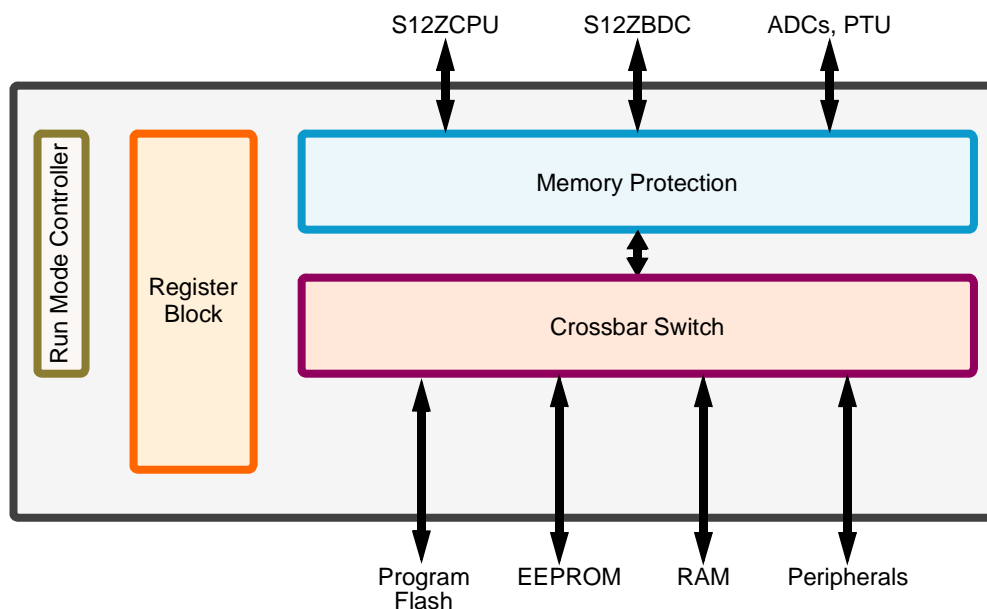 S12ZCPU
S12ZBDC
ADCs, PTU
Run Mode Controller
Register
Block
Memory Protection
Crossbar Switch
Program
Flash
EEPROM
RAM
Peripherals